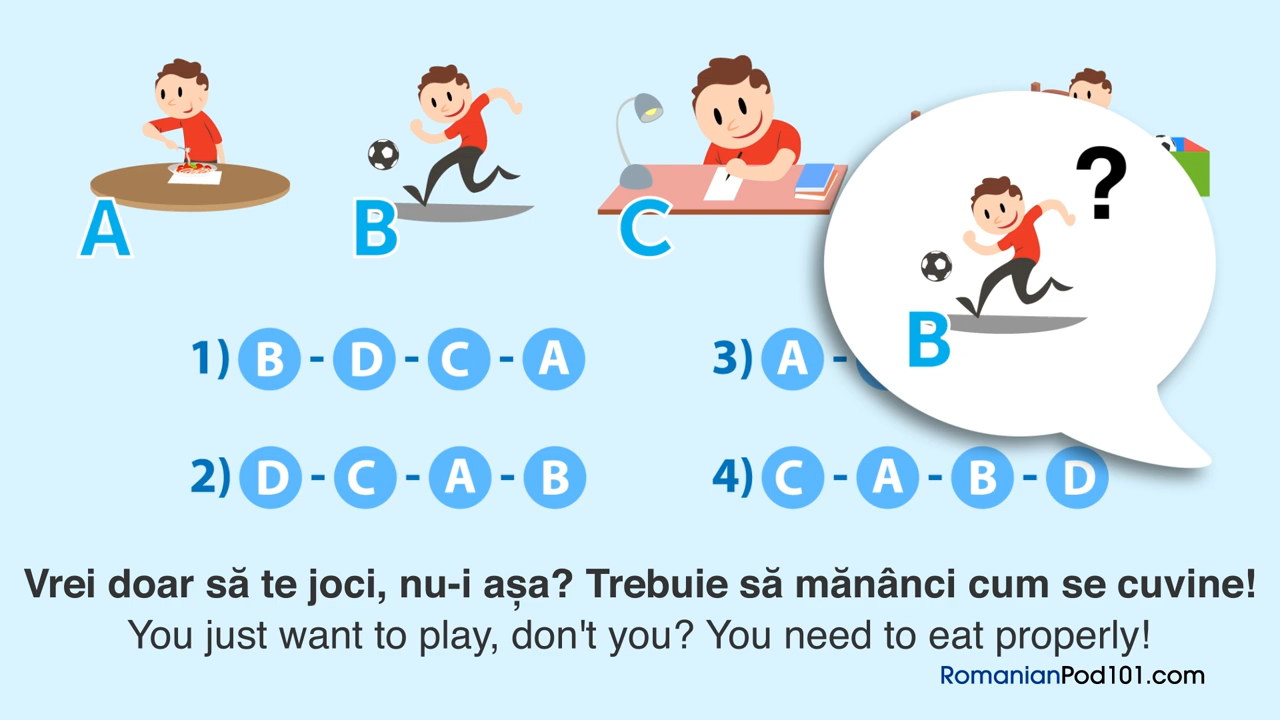 A B C
?
B
1) B - D - C - A
3) A -
2) D - C - A - B
4) C - A - B - D
Vrei doar să te joci, nu-i așa? Trebuie să mănânci cum se cuvine!
You just want to play, don't you? You need to eat properly!
RomanianPod101.com